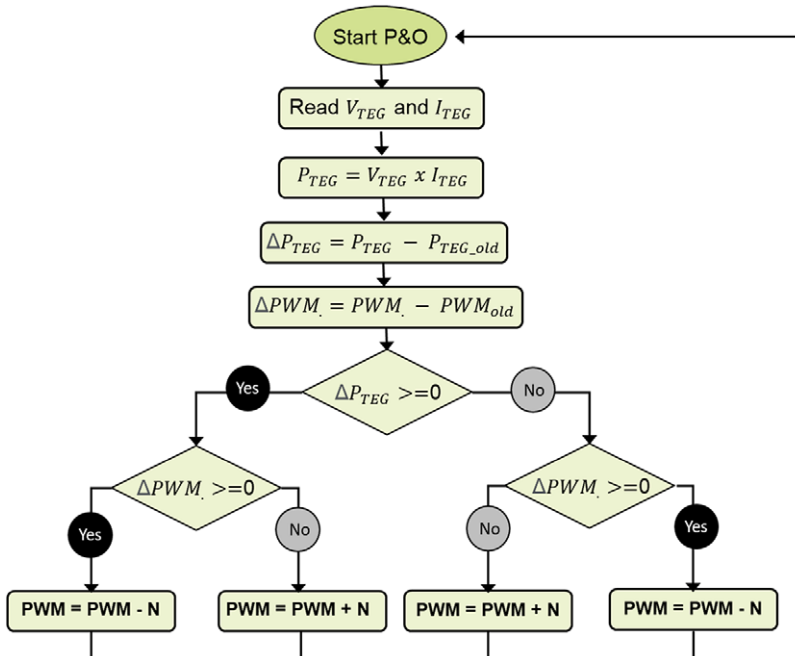 Start P&O
Read V_TEG and I_TEG
P_TEG = V_TEG x I_TEG
ΔP_TEG = P_TEG − P_TEG_old
ΔPWM. = PWM. − PWM_old
Yes
ΔP_TEG >=0
No
ΔPWM. >=0
ΔPWM. >=0
Yes
No
No
Yes
PWM = PWM - N
PWM = PWM + N
PWM = PWM + N
PWM = PWM - N